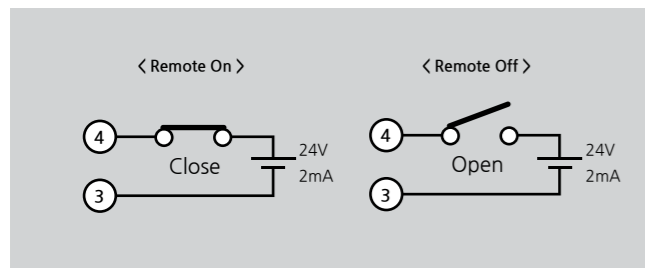 < Remote On >
4
Close
24V
2mA
3
< Remote Off >
4
Open
24V
2mA
3